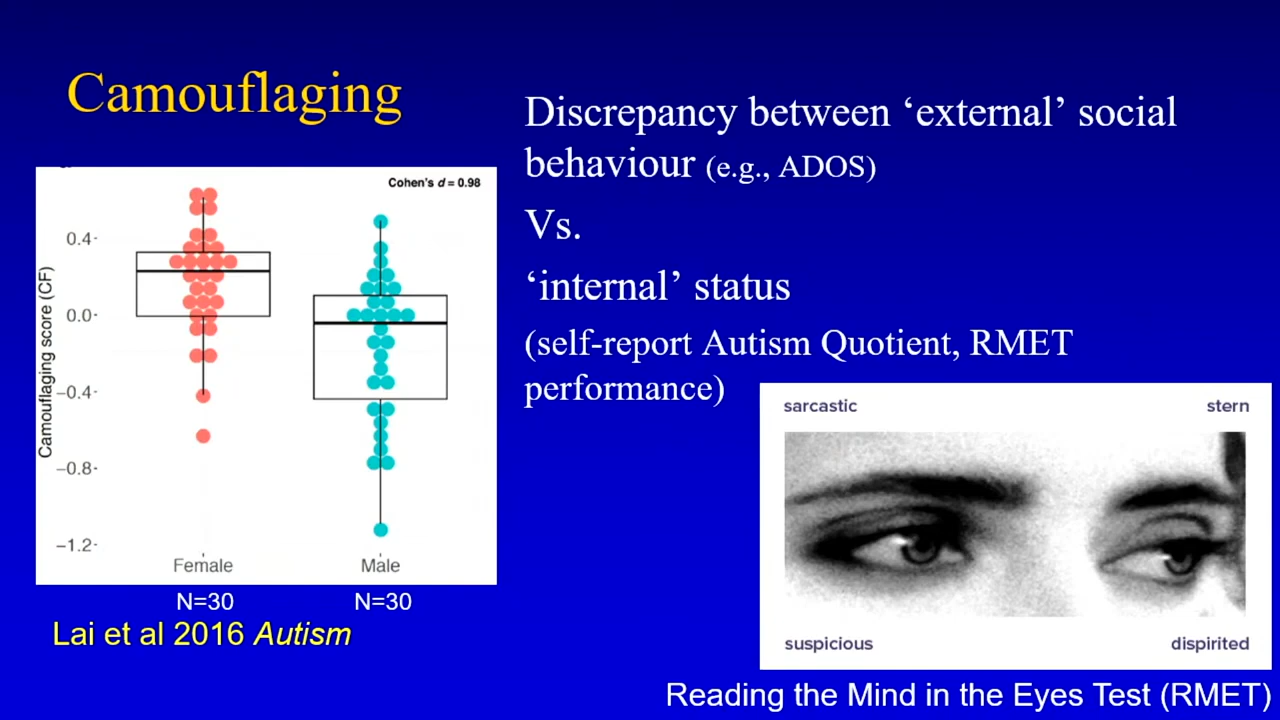 Camouflaging
Discrepancy between ‘external’ social
behaviour (e.g., ADOS)
Vs.
‘internal’ status
(self-report Autism Quotient, RMET
performance)
Cohen's d = 0.98
Camouflaging score (CF)
0.4
0.0
−0.4
−0.8
−1.2
Female
Male
N=30
N=30
Lai et al 2016 Autism
sarcastic
stern
suspicious
dispirited
Reading the Mind in the Eyes Test (RMET)